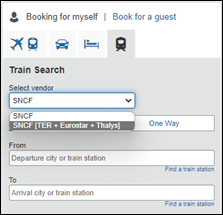 Booking for myself | Book for a guest
Train Search
Select vendor
SNCF
SNCF
SNCF [TER + Eurostar + Thalys]
One Way
From
Departure city or train station
Find a train station
To
Arrival city or train station
Find a train station